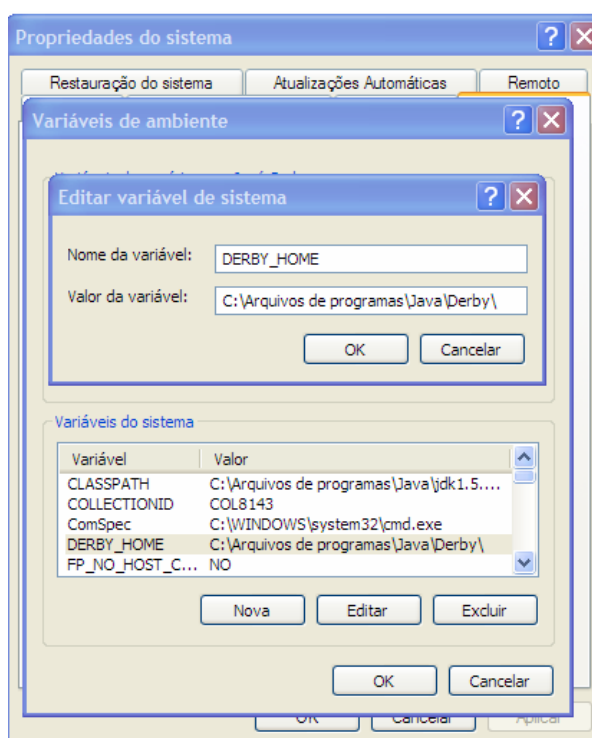 Propriedades do sistema
Restauração do sistema Atualizações Automáticas Remoto
Variáveis de ambiente
Editar variável de sistema
Nome da variável: DERBY_HOME
Valor da variável: C:\Arquivos de programas\Java\Derby\
OK Cancelar
Variáveis do sistema
Variável Valor
CLASSPATH C:\Arquivos de programas\Java\jdk1.5....
COLLECTIONID COL8143
ComSpec C:\WINDOWS\system32\cmd.exe
DERBY_HOME C:\Arquivos de programas\Java\Derby\
FP_NO_HOST_C... NO
Nova Editar Excluir
OK Cancelar
OK Cancelar Aplicar